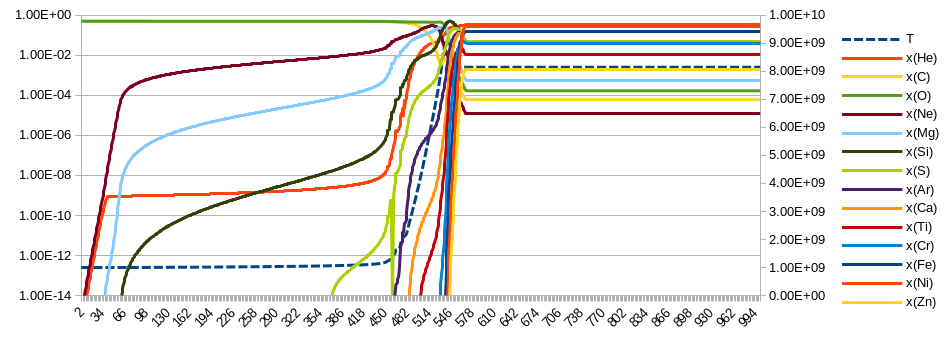 1.00E+00
1.00E-02
1.00E-04
1.00E-06
1.00E-08
1.00E-10
1.00E-12
1.00E-14
1.00E+10
9.00E+09
8.00E+09
7.00E+09
6.00E+09
5.00E+09
4.00E+09
3.00E+09
2.00E+09
1.00E+09
0.00E+00
2 34 66 98 130 162 194 226 258 290 322 354 386 418 450 482 514 546 578 610 642 674 706 738 770 802 834 866 898 930 962 994
T
x(He)
x(C)
x(O)
x(Ne)
x(Mg)
x(Si)
x(S)
x(Ar)
x(Ca)
x(Ti)
x(Cr)
x(Fe)
x(Ni)
x(Zn)